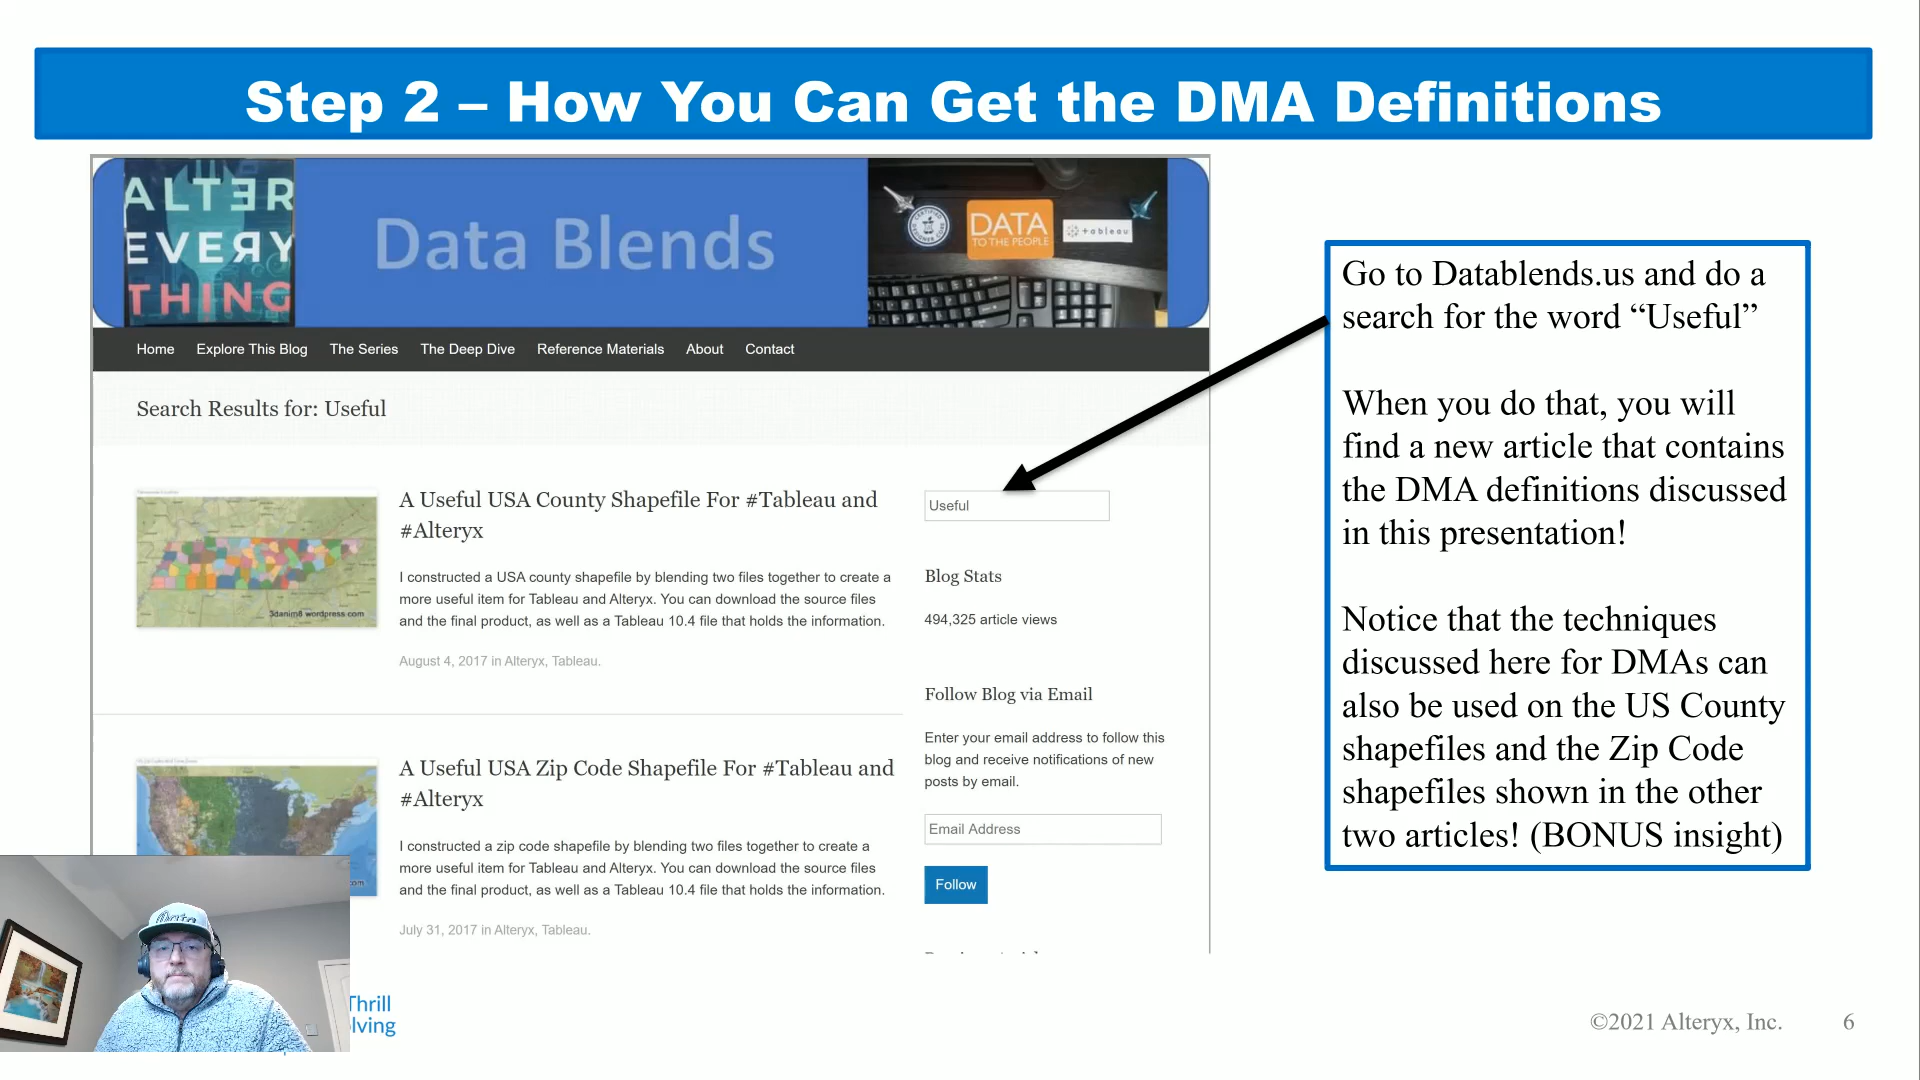 Step 2 – How You Can Get the DMA Definitions
ALTER
EVERY
THING
Data Blends
DATA
TO THE PEOPLE
+ableau
Home Explore This Blog The Series The Deep Dive Reference Materials About Contact
Search Results for: Useful
A Useful USA County Shapefile For #Tableau and
#Alteryx
I constructed a USA county shapefile by blending two files together to create a
more useful item for Tableau and Alteryx. You can download the source files
and the final product, as well as a Tableau 10.4 file that holds the information.
August 4, 2017 in Alteryx, Tableau.
3danim8.wordpress.com
A Useful USA Zip Code Shapefile For #Tableau and
#Alteryx
I constructed a zip code shapefile by blending two files together to create a
more useful item for Tableau and Alteryx. You can download the source files
and the final product, as well as a Tableau 10.4 file that holds the information.
July 31, 2017 in Alteryx, Tableau.
Useful
Blog Stats
494,325 article views
Follow Blog via Email
Enter your email address to follow this
blog and receive notifications of new
posts by email.
Email Address
Follow
Go to Datablends.us and do a
search for the word “Useful”
When you do that, you will
find a new article that contains
the DMA definitions discussed
in this presentation!
Notice that the techniques
discussed here for DMAs can
also be used on the US County
shapefiles and the Zip Code
shapefiles shown in the other
two articles! (BONUS insight)
Thrill
lving
©2021 Alteryx, Inc. 6